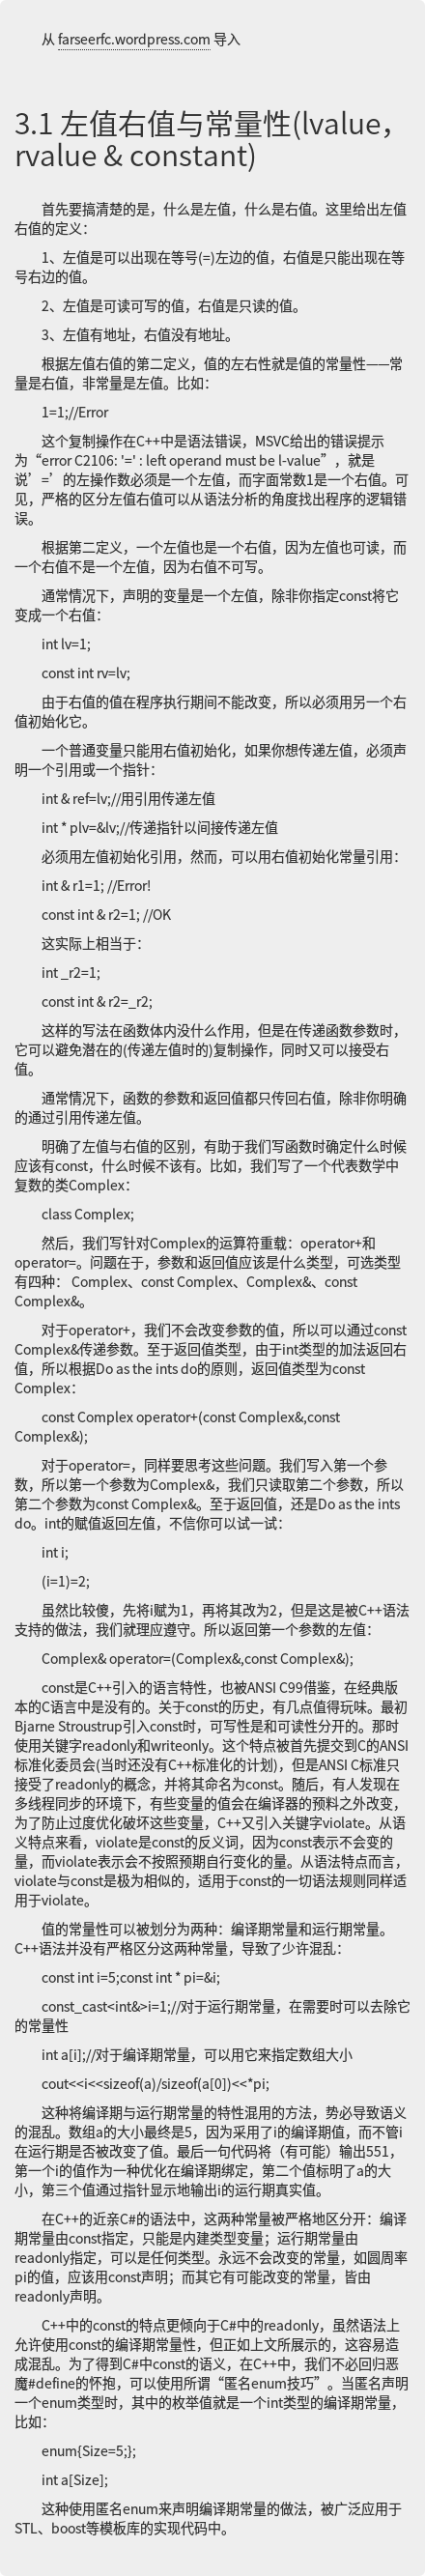 从 farseerfc.wordpress.com 导入
3.1 左值右值与常量性(lvalue，
rvalue & constant)
首先要搞清楚的是，什么是左值，什么是右值。这里给出左值
右值的定义：
1、左值是可以出现在等号(=)左边的值，右值是只能出现在等
号右边的值。
2、左值是可读可写的值，右值是只读的值。
3、左值有地址，右值没有地址。
根据左值右值的第二定义，值的左右性就是值的常量性——常
量是右值，非常量是左值。比如：
1=1;//Error
这个复制操作在C++中是语法错误，MSVC给出的错误提示
为“error C2106: '=' : left operand must be l-value”，就是
说’=’的左操作数必须是一个左值，而字面常数1是一个右值。可
见，严格的区分左值右值可以从语法分析的角度找出程序的逻辑错
误。
根据第二定义，一个左值也是一个右值，因为左值也可读，而
一个右值不是一个左值，因为右值不可写。
通常情况下，声明的变量是一个左值，除非你指定const将它
变成一个右值：
int lv=1;
const int rv=lv;
由于右值的值在程序执行期间不能改变，所以必须用另一个右
值初始化它。
一个普通变量只能用右值初始化，如果你想传递左值，必须声
明一个引用或一个指针：
int & ref=lv;//用引用传递左值
int * plv=&lv;//传递指针以间接传递左值
必须用左值初始化引用，然而，可以用右值初始化常量引用：
int & r1=1; //Error!
const int & r2=1; //OK
这实际上相当于：
int _r2=1;
const int & r2=_r2;
这样的写法在函数体内没什么作用，但是在传递函数参数时，
它可以避免潜在的(传递左值时的)复制操作，同时又可以接受右
值。
通常情况下，函数的参数和返回值都只传回右值，除非你明确
的通过引用传递左值。
明确了左值与右值的区别，有助于我们写函数时确定什么时候
应该有const，什么时候不该有。比如，我们写了一个代表数学中
复数的类Complex：
class Complex;
然后，我们写针对Complex的运算符重载：operator+和
operator=。问题在于，参数和返回值应该是什么类型，可选类型
有四种： Complex、const Complex、Complex&、const
Complex&。
对于operator+，我们不会改变参数的值，所以可以通过const
Complex&传递参数。至于返回值类型，由于int类型的加法返回右
值，所以根据Do as the ints do的原则，返回值类型为const
Complex：
const Complex operator+(const Complex&,const
Complex&);
对于operator=，同样要思考这些问题。我们写入第一个参
数，所以第一个参数为Complex&，我们只读取第二个参数，所以
第二个参数为const Complex&。至于返回值，还是Do as the ints
do。int的赋值返回左值，不信你可以试一试：
int i;
(i=1)=2;
虽然比较傻，先将i赋为1，再将其改为2，但是这是被C++语法
支持的做法，我们就理应遵守。所以返回第一个参数的左值：
Complex& operator=(Complex&,const Complex&);
const是C++引入的语言特性，也被ANSI C99借鉴，在经典版
本的C语言中是没有的。关于const的历史，有几点值得玩味。最初
Bjarne Stroustrup引入const时，可写性是和可读性分开的。那时
使用关键字readonly和writeonly。这个特点被首先提交到C的ANSI
标准化委员会(当时还没有C++标准化的计划)，但是ANSI C标准只
接受了readonly的概念，并将其命名为const。随后，有人发现在
多线程同步的环境下，有些变量的值会在编译器的预料之外改变，
为了防止过度优化破坏这些变量，C++又引入关键字violate。从语
义特点来看，violate是const的反义词，因为const表示不会变的
量，而violate表示会不按照预期自行变化的量。从语法特点而言，
violate与const是极为相似的，适用于const的一切语法规则同样适
用于violate。
值的常量性可以被划分为两种：编译期常量和运行期常量。
C++语法并没有严格区分这两种常量，导致了少许混乱：
const int i=5;const int * pi=&i;
const_cast<int&>i=1;//对于运行期常量，在需要时可以去除它
的常量性
int a[i];//对于编译期常量，可以用它来指定数组大小
cout<<i<<sizeof(a)/sizeof(a[0])<<*pi;
这种将编译期与运行期常量的特性混用的方法，势必导致语义
的混乱。数组a的大小最终是5，因为采用了i的编译期值，而不管i
在运行期是否被改变了值。最后一句代码将（有可能）输出551，
第一个i的值作为一种优化在编译期绑定，第二个值标明了a的大
小，第三个值通过指针显示地输出i的运行期真实值。
在C++的近亲C#的语法中，这两种常量被严格地区分开：编译
期常量由const指定，只能是内建类型变量；运行期常量由
readonly指定，可以是任何类型。永远不会改变的常量，如圆周率
pi的值，应该用const声明；而其它有可能改变的常量，皆由
readonly声明。
C++中的const的特点更倾向于C#中的readonly，虽然语法上
允许使用const的编译期常量性，但正如上文所展示的，这容易造
成混乱。为了得到C#中const的语义，在C++中，我们不必回归恶
魔#define的怀抱，可以使用所谓“匿名enum技巧”。当匿名声明
一个enum类型时，其中的枚举值就是一个int类型的编译期常量，
比如：
enum{Size=5;};
int a[Size];
这种使用匿名enum来声明编译期常量的做法，被广泛应用于
STL、boost等模板库的实现代码中。